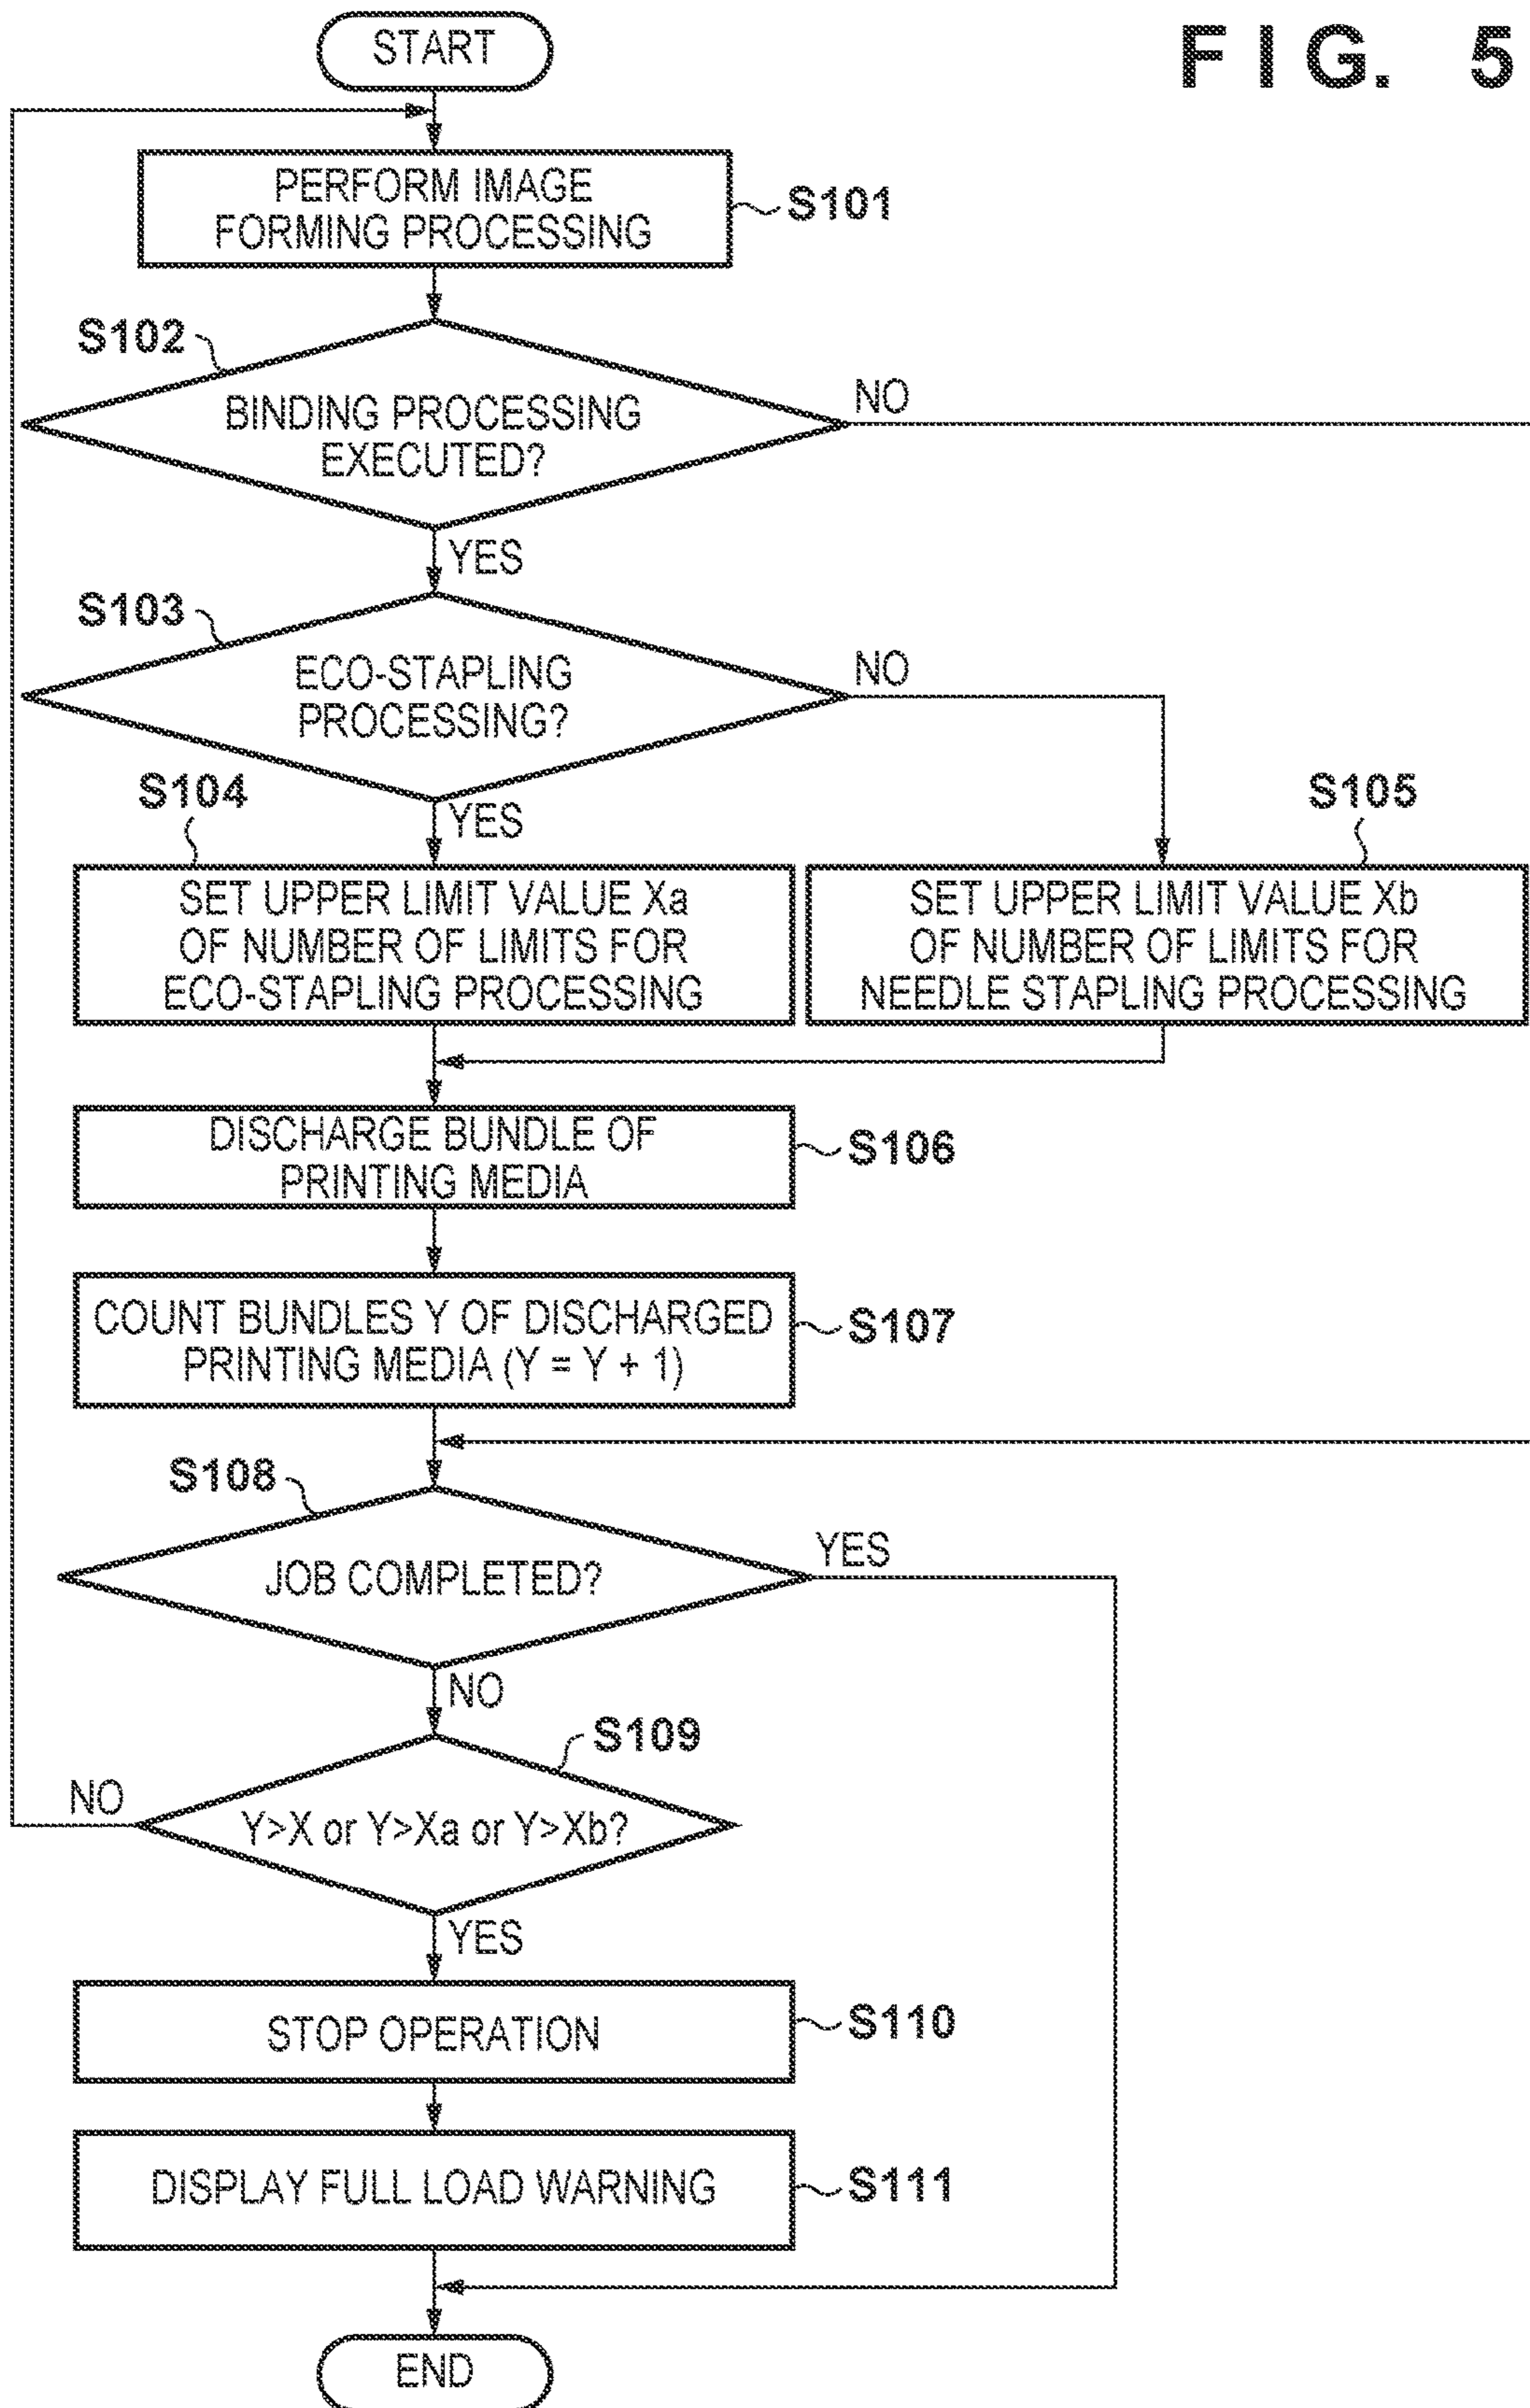 FIG. 5
START
PERFORM IMAGE
FORMING PROCESSING
S101
S102
BINDING PROCESSING
EXECUTED?
NO
YES
S103
ECO-STAPLING
PROCESSING?
NO
YES
S104
SET UPPER LIMIT VALUE Xa
OF NUMBER OF LIMITS FOR
ECO-STAPLING PROCESSING
S105
SET UPPER LIMIT VALUE Xb
OF NUMBER OF LIMITS FOR
NEEDLE STAPLING PROCESSING
DISCHARGE BUNDLE OF
PRINTING MEDIA
S106
COUNT BUNDLES Y OF DISCHARGED
PRINTING MEDIA (Y = Y + 1)
S107
S108
JOB COMPLETED?
YES
NO
S109
Y>X or Y>Xa or Y>Xb?
NO
YES
STOP OPERATION
S110
DISPLAY FULL LOAD WARNING
S111
END